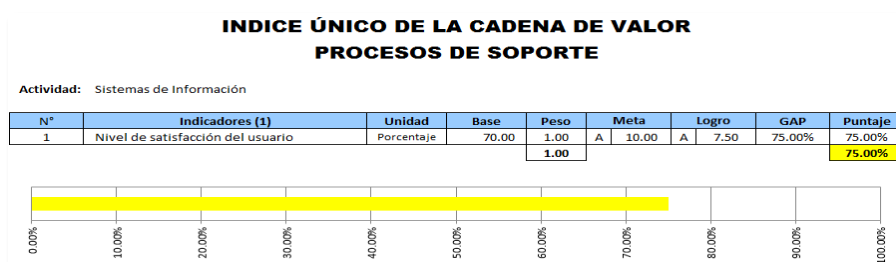 INDICE ÚNICO DE LA CADENA DE VALOR
PROCESOS DE SOPORTE
Actividad: Sistemas de Información
N° Indicadores (1) Unidad Base Peso Meta Logro GAP Puntaje
1 Nivel de satisfacción del usuario Porcentaje 70.00 1.00 A 10.00 A 7.50 75.00% 75.00%
1.00 75.00%
0.00% 10.00% 20.00% 30.00% 40.00% 50.00% 60.00% 70.00% 80.00% 90.00% 100.00%